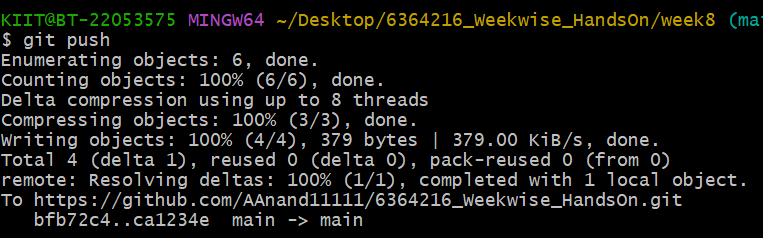 KIIT@BT-22053575 MINGW64 ~/Desktop/6364216_Weekwise_HandsOn/week8 (mai
$ git push
Enumerating objects: 6, done.
Counting objects: 100% (6/6), done.
Delta compression using up to 8 threads
Compressing objects: 100% (3/3), done.
Writing objects: 100% (4/4), 379 bytes | 379.00 KiB/s, done.
Total 4 (delta 1), reused 0 (delta 0), pack-reused 0 (from 0)
remote: Resolving deltas: 100% (1/1), completed with 1 local object.
To https://github.com/AAnand11111/6364216_Weekwise_HandsOn.git
   bfb72c4..ca1234e  main -> main